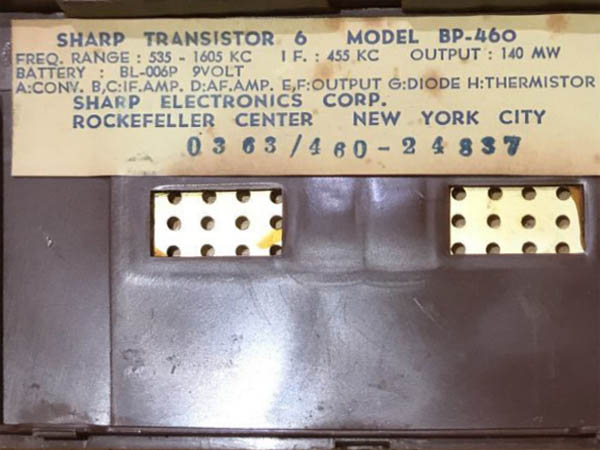 SHARP TRANSISTOR 6 MODEL BP-460
FREQ. RANGE : 535 - 1605 KC I F. : 455 KC OUTPUT : 140 MW
BATTERY : BL-006P 9VOLT
A:CONV. B,C:IF.AMP. D:AF.AMP. E,F:OUTPUT G:DIODE H:THERMISTOR
SHARP ELECTRONICS CORP.
ROCKEFELLER CENTER NEW YORK CITY
0363/460-24837